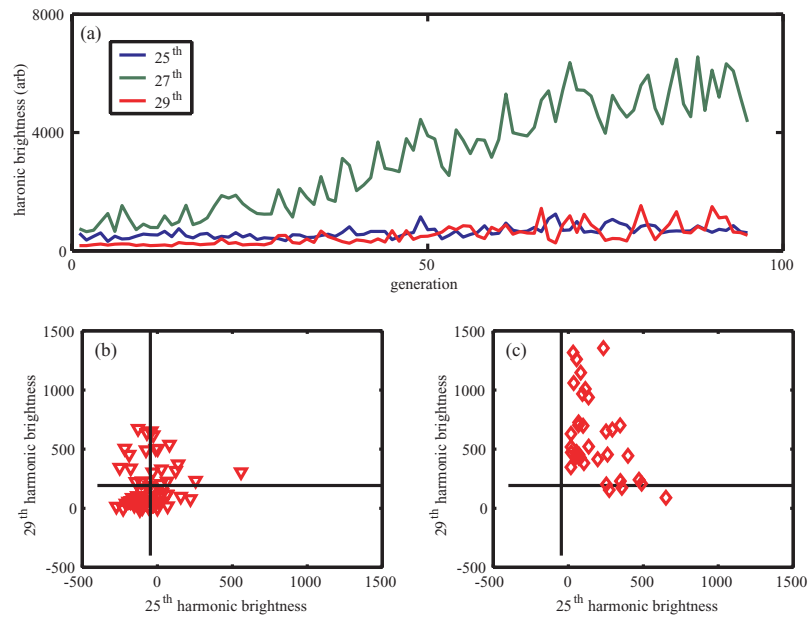 (a)
25th
27th
29th
8000
4000
0
haronic brightness (arb)
0
50
100
generation
(b)
1500
1000
500
0
-500
29th harmonic brightness
-500
0
500
1000
1500
25th harmonic brightness
(c)
1500
1000
500
0
-500
29th harmonic brightness
-500
0
500
1000
1500
25th harmonic brightness